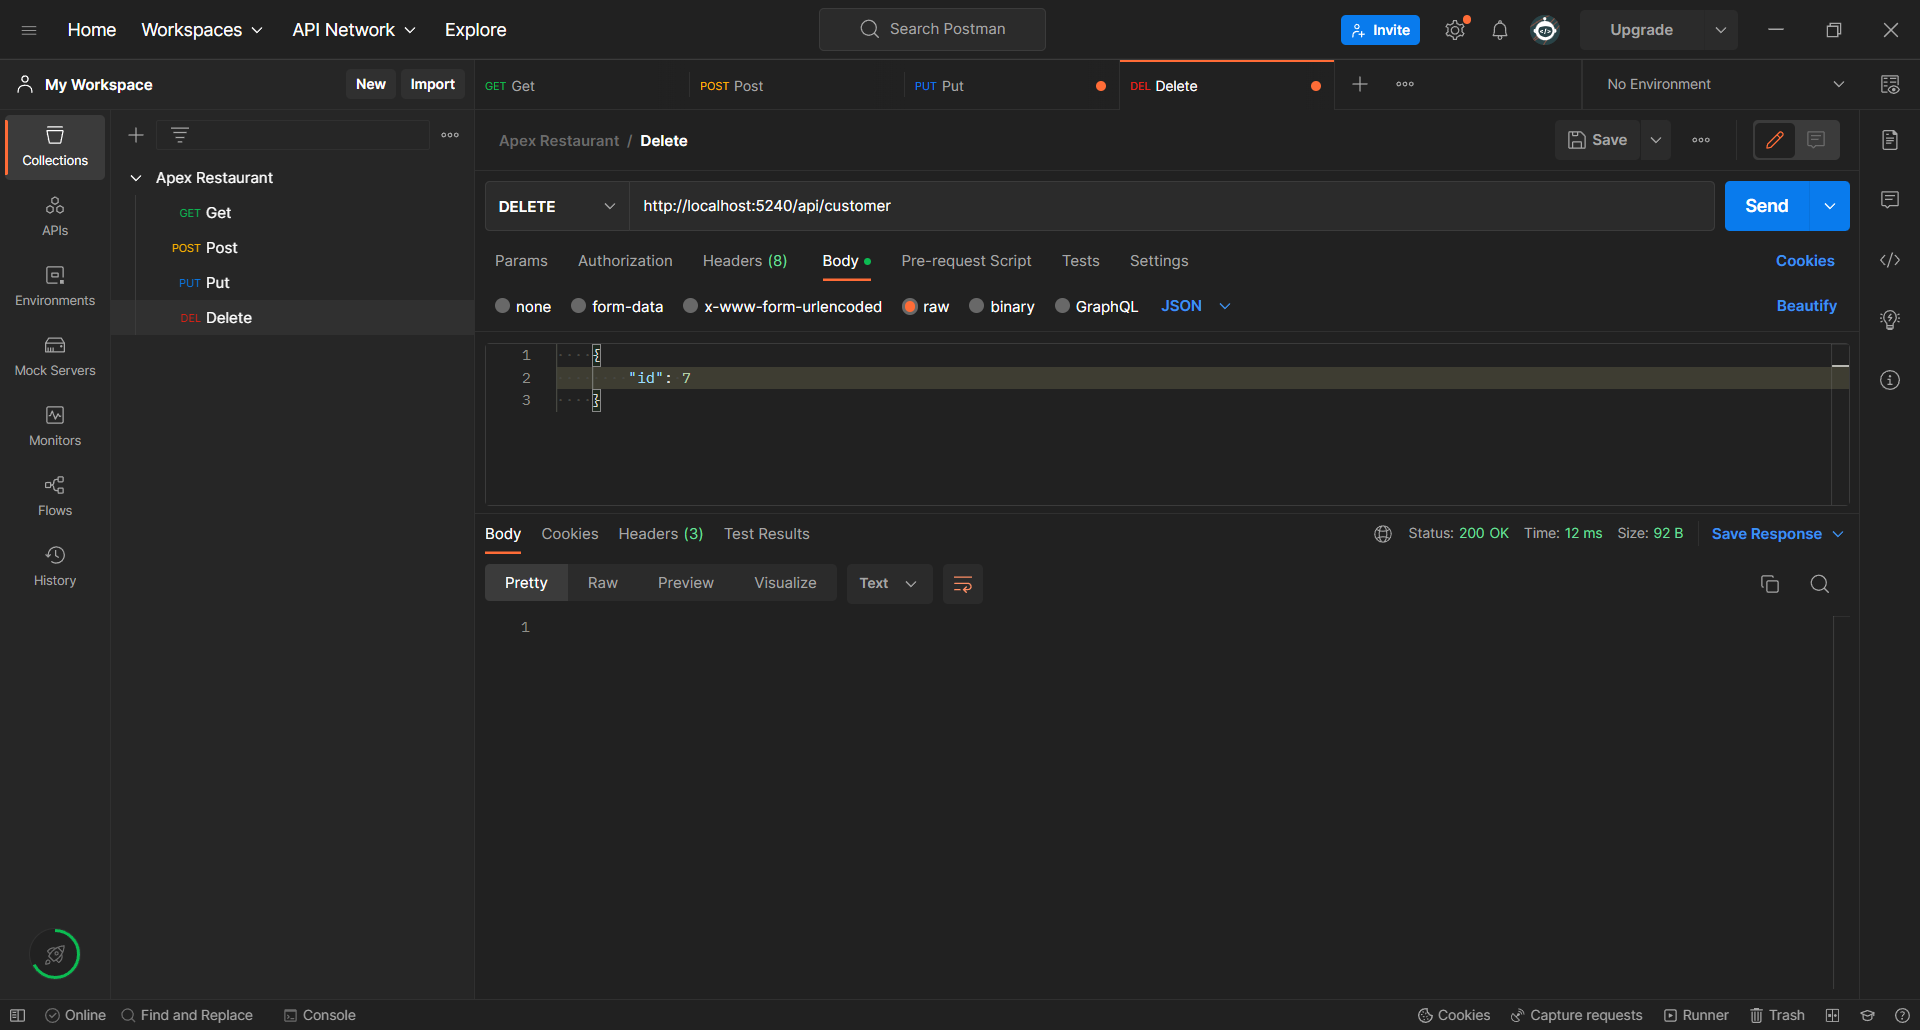 Home Workspaces API Network Explore Search Postman Invite Upgrade
My Workspace New Import GET Get POST Post PUT Put DEL Delete No Environment
Collections
APIs
Environments
Mock Servers
Monitors
Flows
History
Apex Restaurant
GET Get
POST Post
PUT Put
DEL Delete
Apex Restaurant / Delete Save
DELETE http://localhost:5240/api/customer Send
Params Authorization Headers (8) Body Pre-request Script Tests Settings Cookies
none form-data x-www-form-urlencoded raw binary GraphQL JSON Beautify
1 {
2 "id": 7
3 }
Body Cookies Headers (3) Test Results Status: 200 OK Time: 12 ms Size: 92 B Save Response
Pretty Raw Preview Visualize Text
1
Online Find and Replace Console Cookies Capture requests Runner Trash